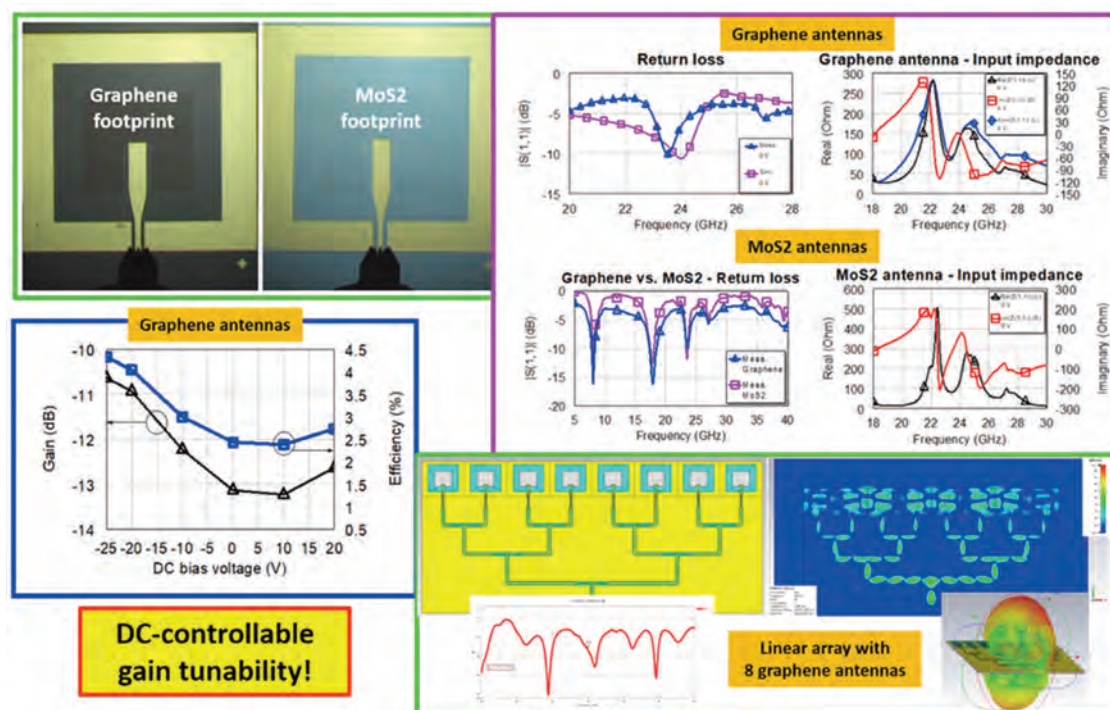 Graphene
footprint
MoS2
footprint
Graphene antennas
Return loss
|S(1,1)| (dB)
0
-5
-10
-15
20 22 24 26 28
Frequency (GHz)
Meas.
0 V
Sim.
0 V
Graphene antenna - Input impedance
Real (Ohm)
300
250
200
150
100
50
0
150
120
90
60
30
0
-30
-60
-90
-120
-150
Imaginary (Ohm)
18 20 22 24 26 28 30
Frequency (GHz)
MoS2 antennas
Graphene vs. MoS2 - Return loss
|S(1,1)| (dB)
0
-5
-10
-15
-20
5 10 15 20 25 30 35 40
Frequency (GHz)
Meas.
Graphene
Meas.
MoS2
MoS2 antenna - Input impedance
Real (Ohm)
600
500
400
300
200
100
0
300
200
100
0
-100
-200
-300
Imaginary (Ohm)
18 20 22 24 26 28 30
Frequency (GHz)
Graphene antennas
Gain (dB)
-10
-11
-12
-13
-14
4.5
4
3.5
3
2.5
2
1.5
1
0.5
Efficiency (%)
-25 -20 -15 -10 -5 0 5 10 15 20
DC bias voltage (V)
DC-controllable
gain tunability!
Linear array with
8 graphene antennas